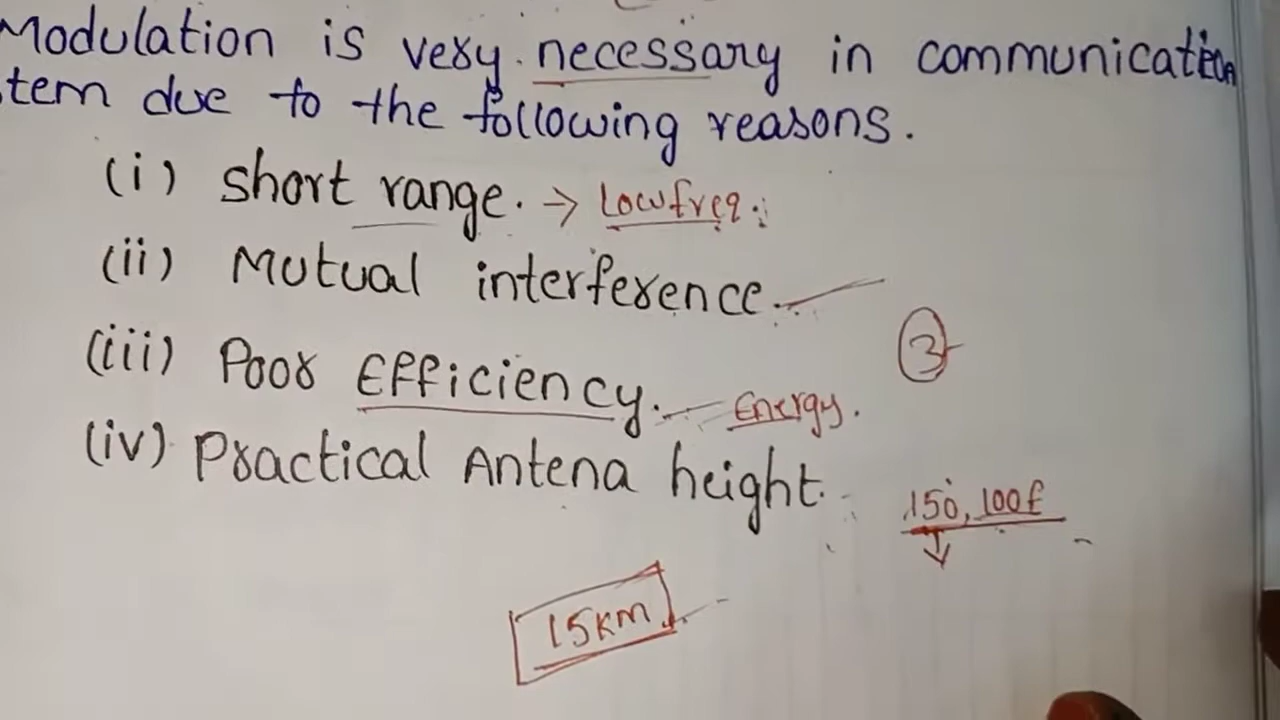 Modulation is very necessary in communication
tem due to the following reasons.
(i) Short range. → Low freq.
(ii) Mutual interference.
(iii) Poor Efficiency. — Energy.
3
(iv) Practical Antena height.
150, 100f
15KM